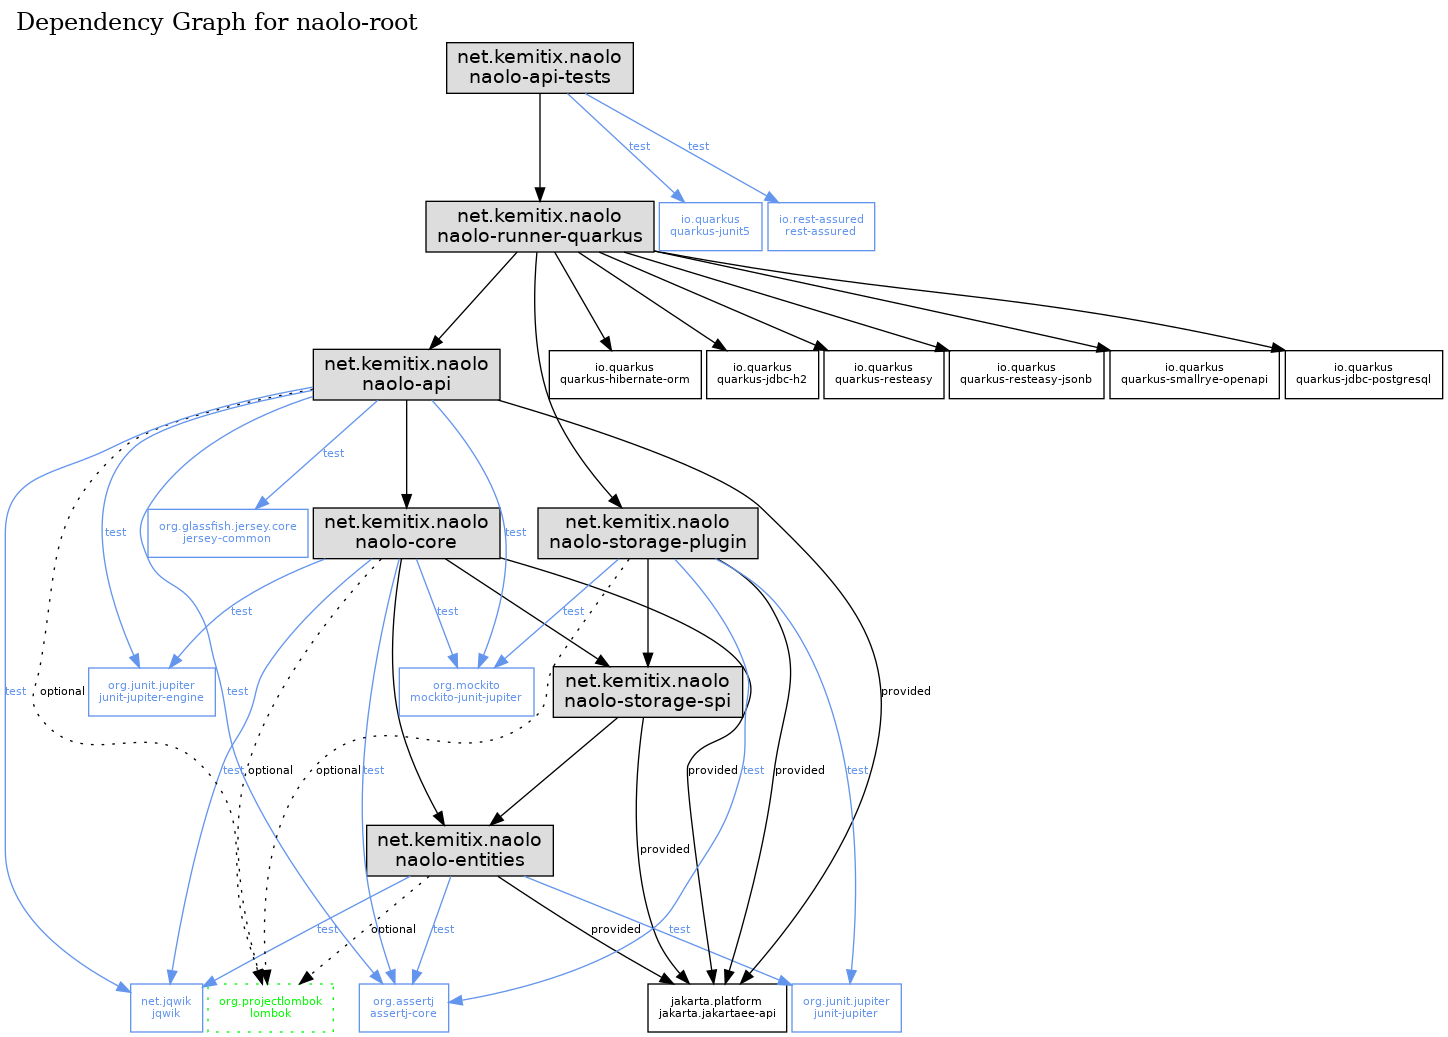 Dependency Graph for naolo-root
net.kemitix.naolo
naolo-api-tests
test
test
net.kemitix.naolo
naolo-runner-quarkus
io.quarkus
quarkus-junit5
io.rest-assured
rest-assured
net.kemitix.naolo
naolo-api
io.quarkus
quarkus-hibernate-orm
io.quarkus
quarkus-jdbc-h2
io.quarkus
quarkus-resteasy
io.quarkus
quarkus-resteasy-jsonb
io.quarkus
quarkus-smallrye-openapi
io.quarkus
quarkus-jdbc-postgresql
test
test
org.glassfish.jersey.core
jersey-common
net.kemitix.naolo
naolo-core
test
net.kemitix.naolo
naolo-storage-plugin
test
test
test
test
optional
org.junit.jupiter
junit-jupiter-engine
test
org.mockito
mockito-junit-jupiter
net.kemitix.naolo
naolo-storage-spi
provided
test
optional
optional
test
provided
test
provided
test
net.kemitix.naolo
naolo-entities
provided
test
optional
test
provided
test
net.jqwik
jqwik
org.projectlombok
lombok
org.assertj
assertj-core
jakarta.platform
jakarta.jakartaee-api
org.junit.jupiter
junit-jupiter